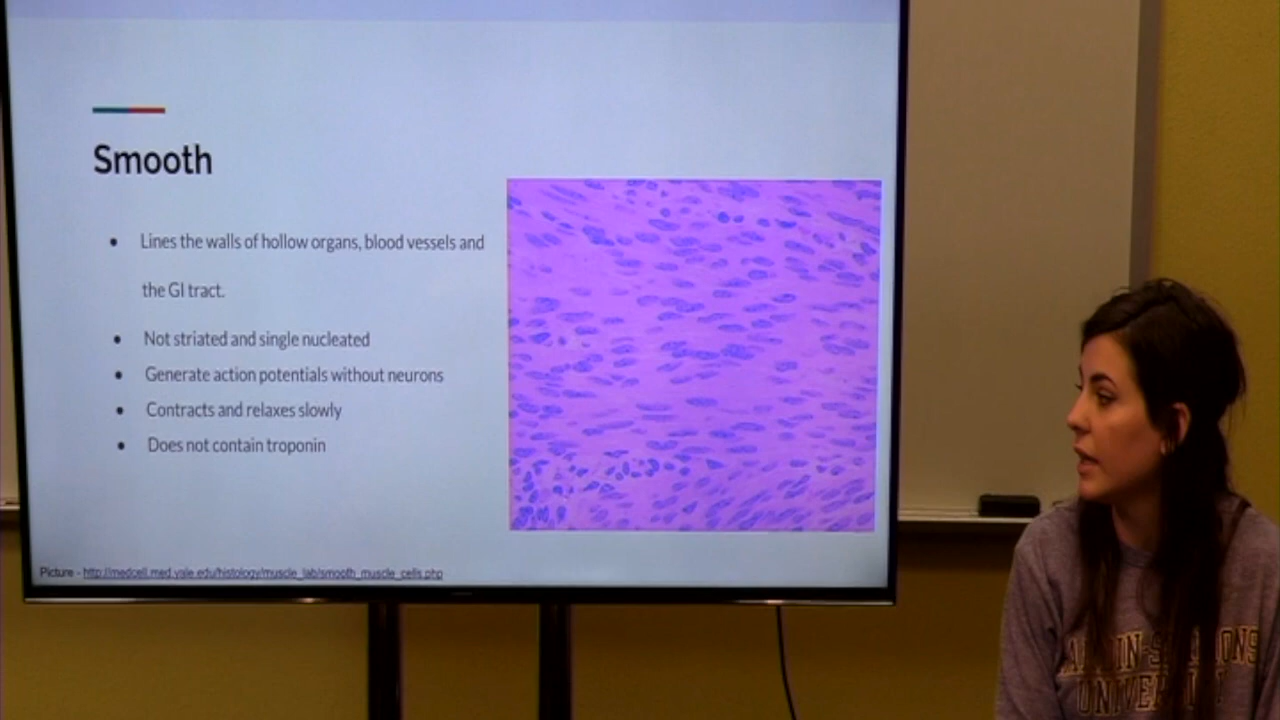 Smooth
• Lines the walls of hollow organs, blood vessels and
the GI tract.
• Not striated and single nucleated
• Generate action potentials without neurons
• Contracts and relaxes slowly
• Does not contain troponin
Picture - http://medcell.med.yale.edu/histology/muscle_lab/smooth_muscle_cells.php